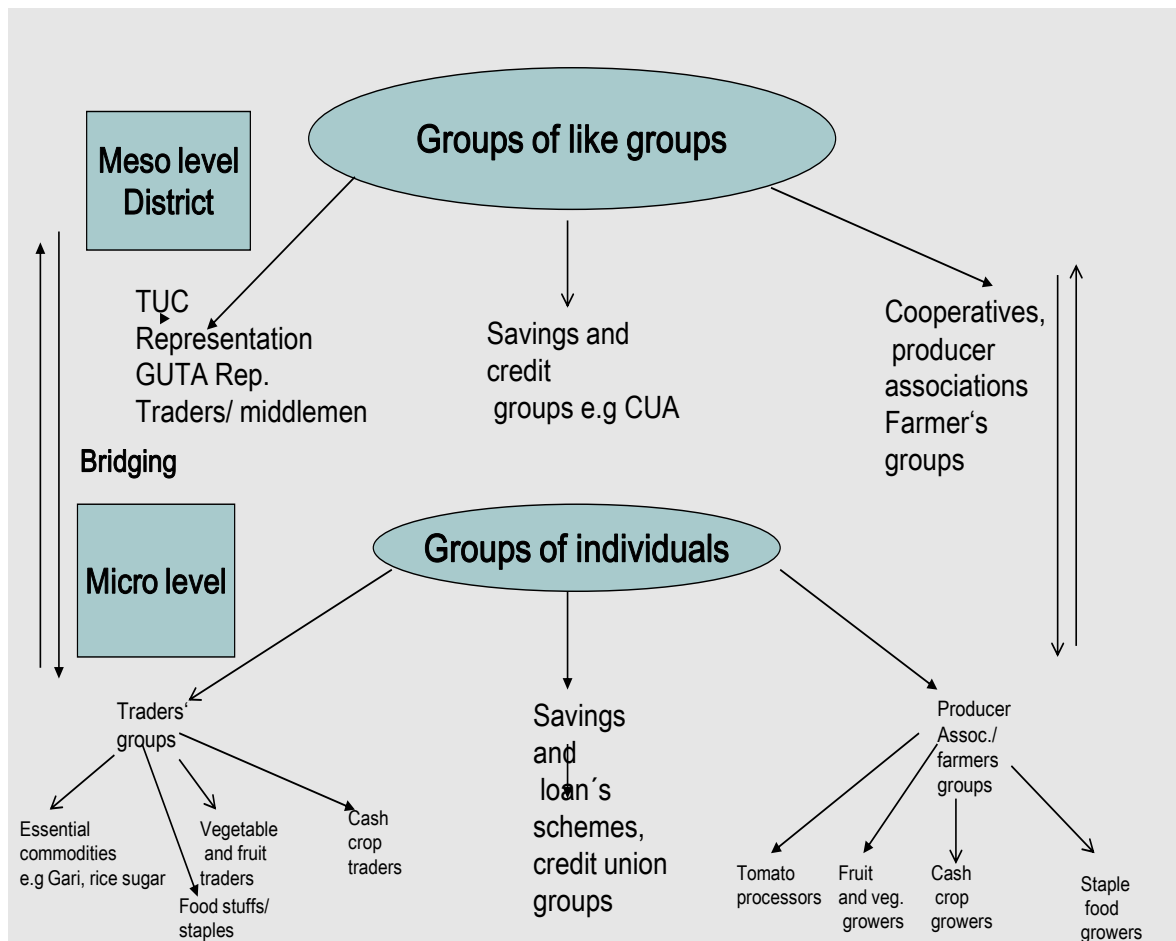 Groups of like groups
Meso level
District
TUC
Representation
GUTA Rep.
Traders/ middlemen
Savings and
credit
groups e.g CUA
Cooperatives,
producer
associations
Farmer‘s
groups
Bridging
Micro level
Groups of individuals
Traders‘
groups
Savings
and
loan´s
schemes,
credit union
groups
Producer
Assoc./
farmers
groups
Essential
commodities
e.g Gari, rice sugar
Food stuffs/
staples
Vegetable
and fruit
traders
Cash
crop
traders
Tomato
processors
Fruit
and veg.
growers
Cash
crop
growers
Staple
food
growers